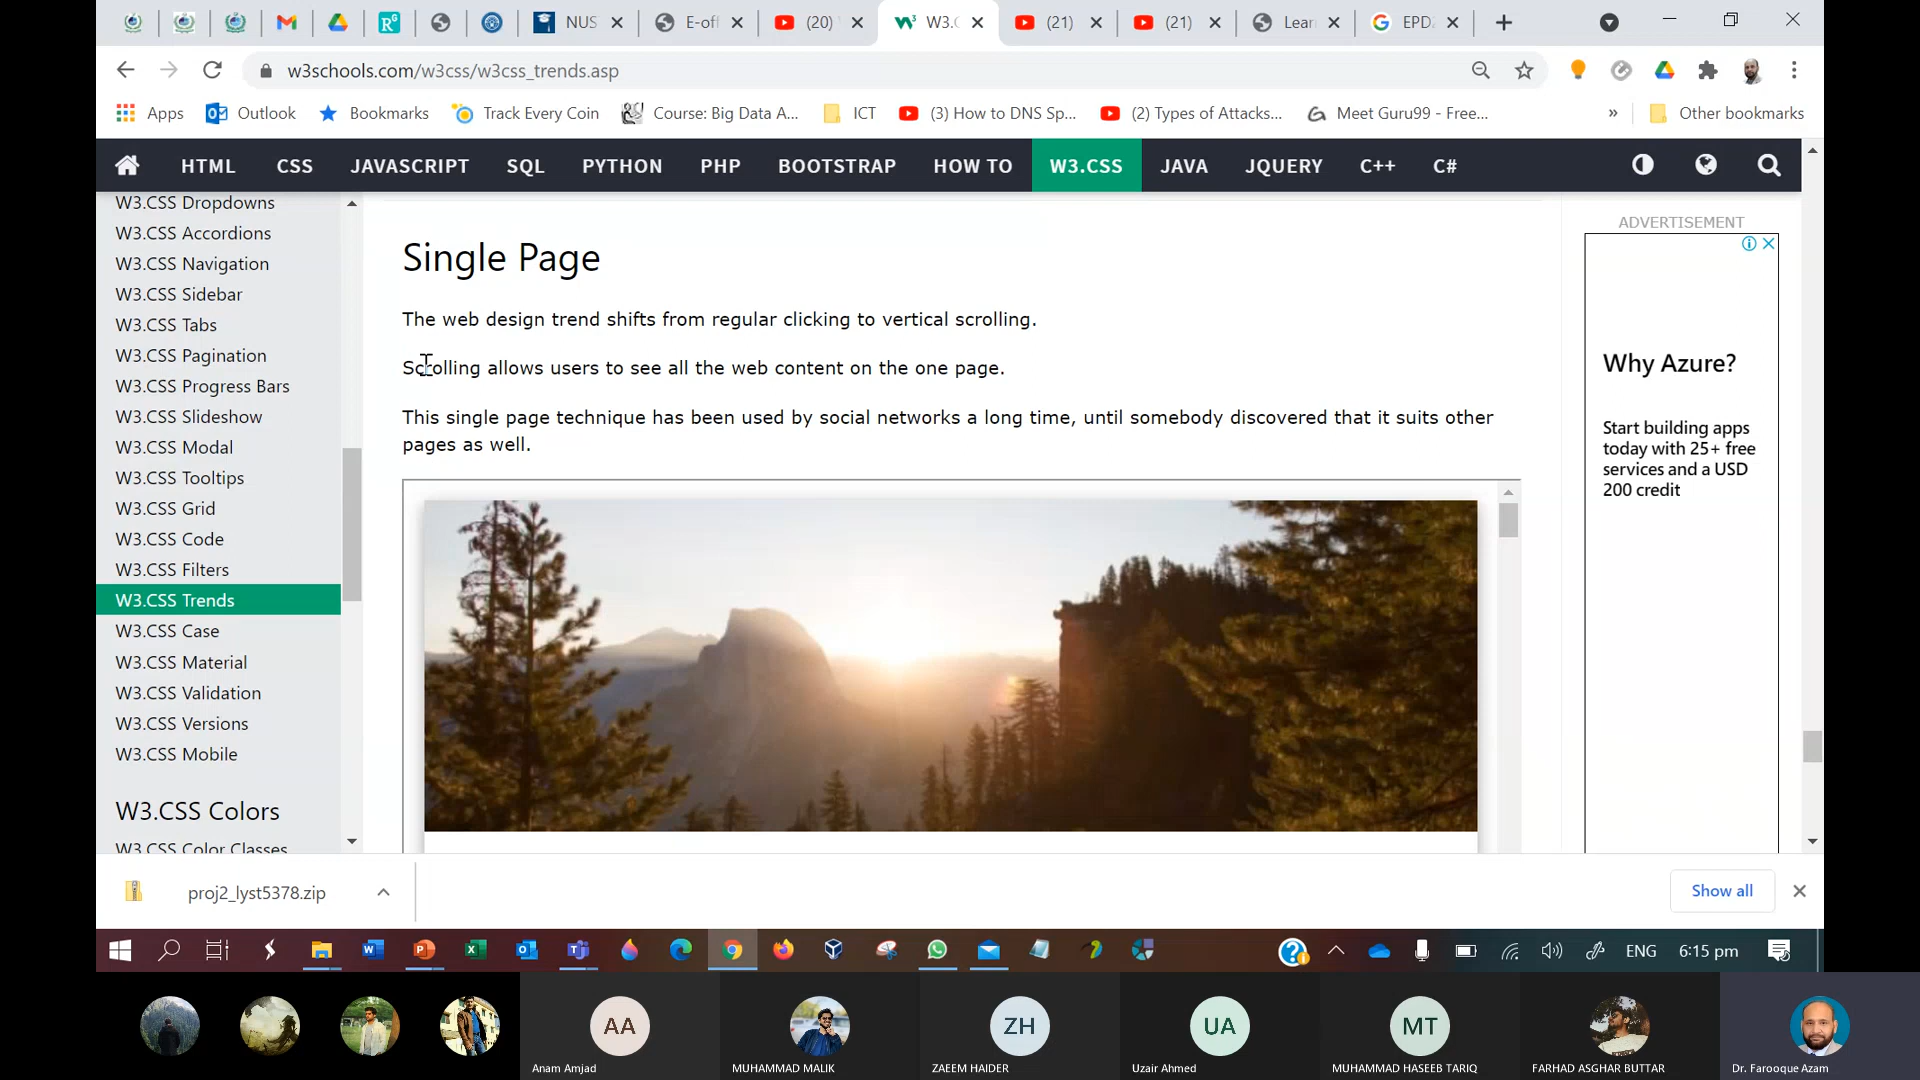 NUS
E-off
(20)
W3.C
(21)
(21)
Lear
EPD
w3schools.com/w3css/w3css_trends.asp
Apps
Outlook
Bookmarks
Track Every Coin
Course: Big Data A...
ICT
(3) How to DNS Sp...
(2) Types of Attacks...
Meet Guru99 - Free...
»
Other bookmarks
HTML
CSS
JAVASCRIPT
SQL
PYTHON
PHP
BOOTSTRAP
HOW TO
W3.CSS
JAVA
JQUERY
C++
C#
W3.CSS Dropdowns
W3.CSS Accordions
W3.CSS Navigation
W3.CSS Sidebar
W3.CSS Tabs
W3.CSS Pagination
W3.CSS Progress Bars
W3.CSS Slideshow
W3.CSS Modal
W3.CSS Tooltips
W3.CSS Grid
W3.CSS Code
W3.CSS Filters
W3.CSS Trends
W3.CSS Case
W3.CSS Material
W3.CSS Validation
W3.CSS Versions
W3.CSS Mobile
W3.CSS Colors
W3.CSS Color Classes
Single Page
The web design trend shifts from regular clicking to vertical scrolling.
Scrolling allows users to see all the web content on the one page.
This single page technique has been used by social networks a long time, until somebody discovered that it suits other
pages as well.
ADVERTISEMENT
Why Azure?
Start building apps
today with 25+ free
services and a USD
200 credit
proj2_lyst5378.zip
Show all
ENG
6:15 pm
AA
ZH
UA
MT
Anam Amjad
MUHAMMAD MALIK
ZAEEM HAIDER
Uzair Ahmed
MUHAMMAD HASEEB TARIQ
FARHAD ASGHAR BUTTAR
Dr. Farooque Azam